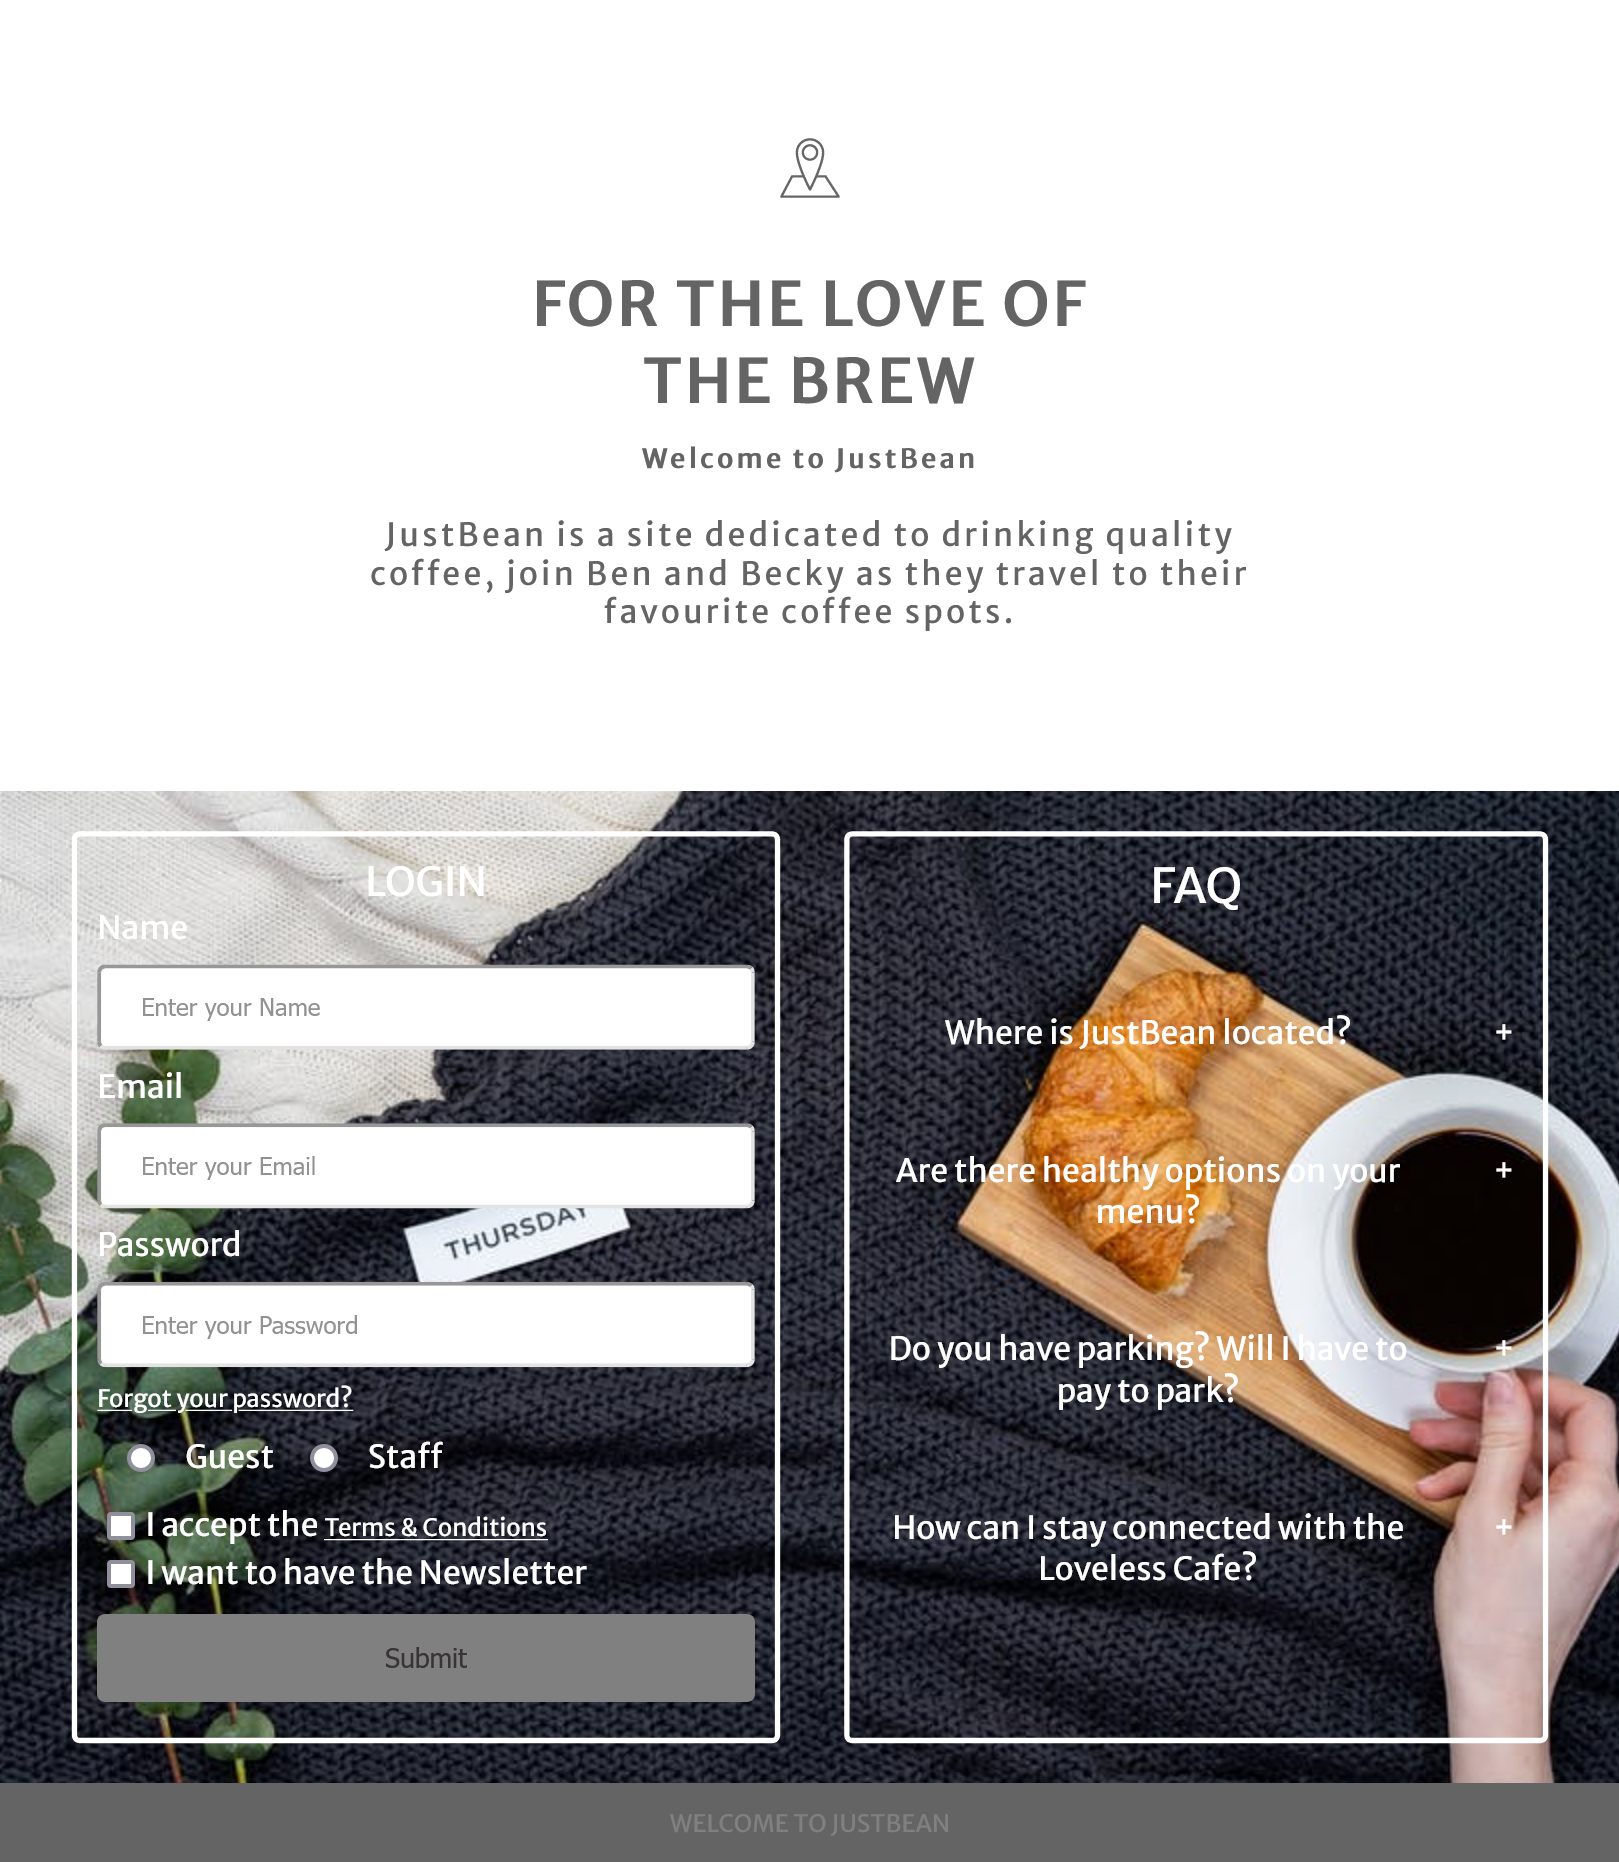 FOR THE LOVE OF
THE BREW
Welcome to JustBean
JustBean is a site dedicated to drinking quality
coffee, join Ben and Becky as they travel to their
favourite coffee spots.
LOGIN
Name
Enter your Name
Email
Enter your Email
THURSDAY
Password
Enter your Password
Forgot your password?
Guest Staff
I accept the Terms & Conditions
I want to have the Newsletter
Submit
FAQ
Where is JustBean located? +
Are there healthy options on your +
menu?
Do you have parking? Will I have to +
pay to park?
How can I stay connected with the +
Loveless Cafe?
WELCOME TO JUSTBEAN